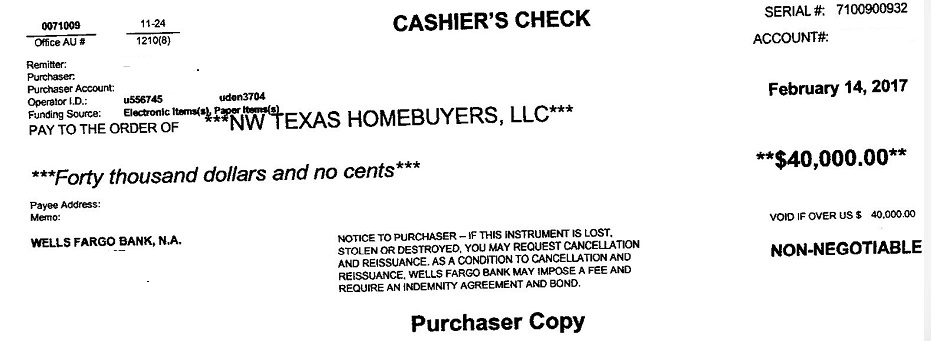 CASHIER'S CHECK
SERIAL #: 7100900932
ACCOUNT#:
0071009 11-24
Office AU # 1210(8)
Remitter:
Purchaser:
Purchaser Account:
Operator I.D.: u556745 uden3704
Funding Source: Electronic Items(s), Paper Items(s)
February 14, 2017
PAY TO THE ORDER OF ***NW TEXAS HOMEBUYERS, LLC***
***Forty thousand dollars and no cents***
**$40,000.00**
Payee Address:
Memo:
VOID IF OVER US $ 40,000.00
WELLS FARGO BANK, N.A.
NOTICE TO PURCHASER – IF THIS INSTRUMENT IS LOST,
STOLEN OR DESTROYED, YOU MAY REQUEST CANCELLATION
AND REISSUANCE. AS A CONDITION TO CANCELLATION AND
REISSUANCE, WELLS FARGO BANK MAY IMPOSE A FEE AND
REQUIRE AN INDEMNITY AGREEMENT AND BOND.
NON-NEGOTIABLE
Purchaser Copy